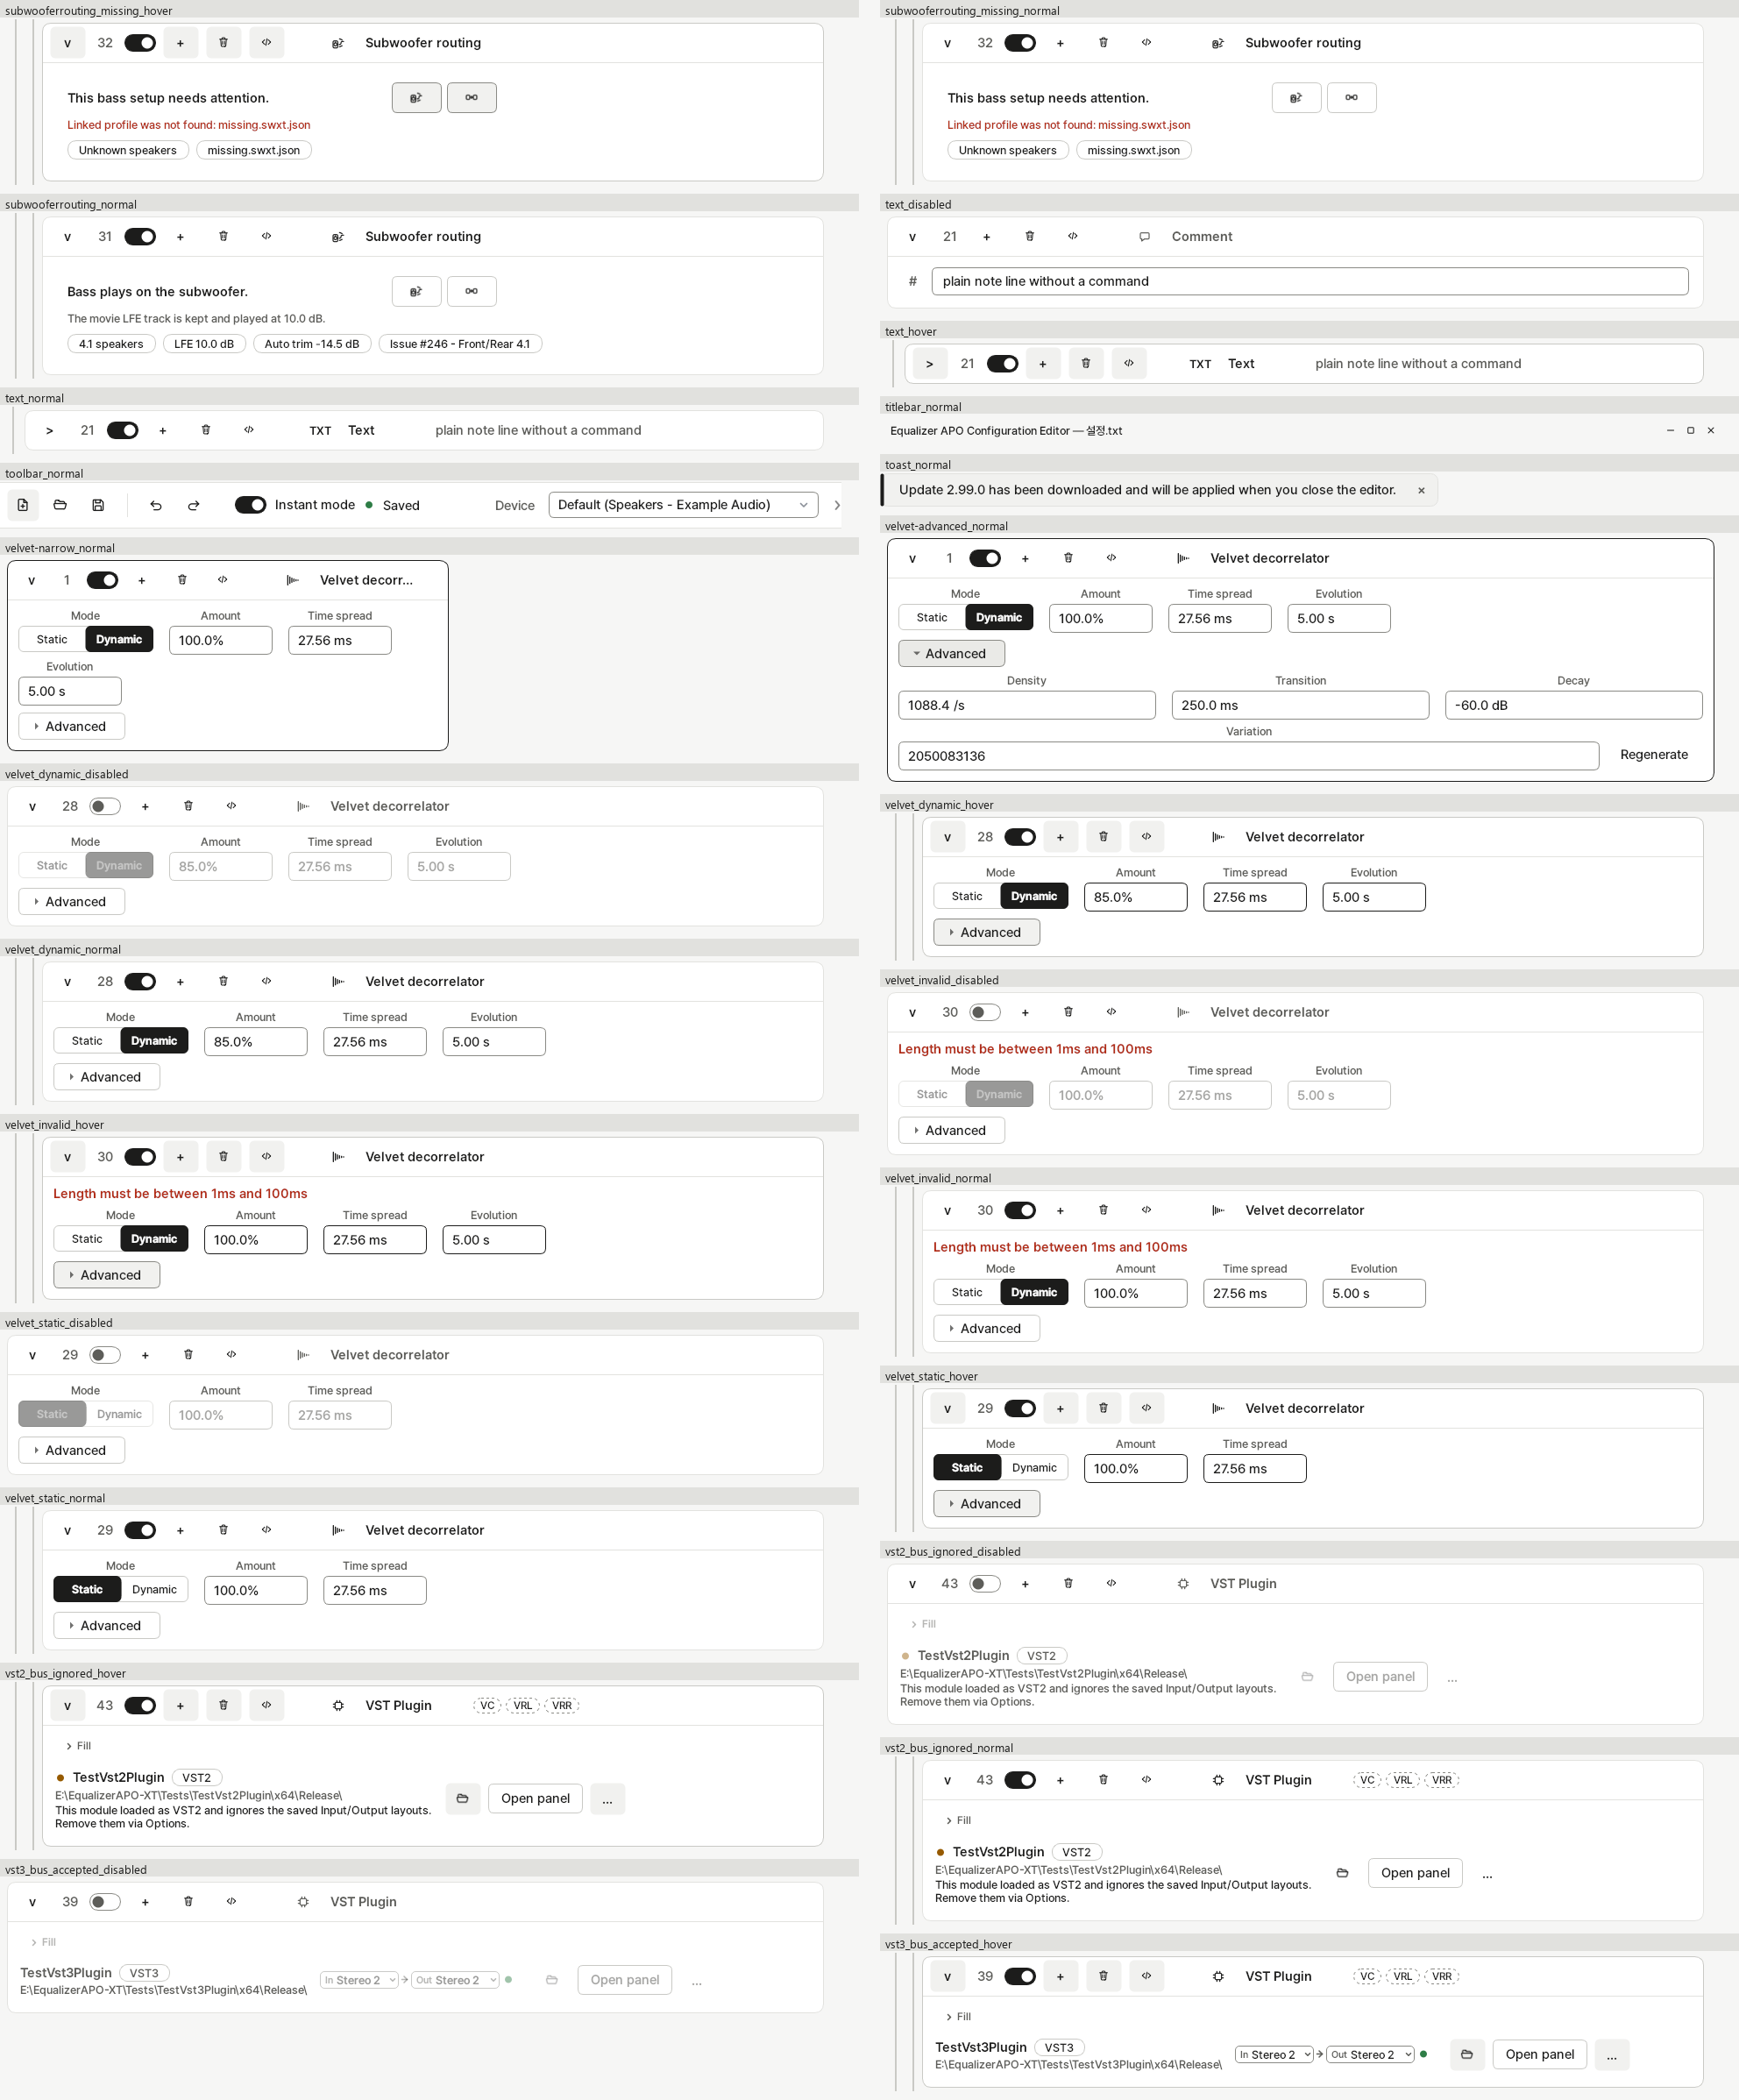 subwooferrouting_missing_hover
v 32 + </> Subwoofer routing
This bass setup needs attention.
Linked profile was not found: missing.swxt.json
Unknown speakers missing.swxt.json
subwooferrouting_normal
v 31 + </> Subwoofer routing
Bass plays on the subwoofer.
The movie LFE track is kept and played at 10.0 dB.
4.1 speakers LFE 10.0 dB Auto trim -14.5 dB Issue #246 - Front/Rear 4.1
text_normal
> 21 + </> TXT Text plain note line without a command
toolbar_normal
Instant mode Saved Device Default (Speakers - Example Audio)
velvet-narrow_normal
v 1 + </> Velvet decorr...
Mode Amount Time spread
Static Dynamic 100.0% 27.56 ms
Evolution
5.00 s
Advanced
velvet_dynamic_disabled
v 28 + </> Velvet decorrelator
Mode Amount Time spread Evolution
Static Dynamic 85.0% 27.56 ms 5.00 s
Advanced
velvet_dynamic_normal
v 28 + </> Velvet decorrelator
Mode Amount Time spread Evolution
Static Dynamic 85.0% 27.56 ms 5.00 s
Advanced
velvet_invalid_hover
v 30 + </> Velvet decorrelator
Length must be between 1ms and 100ms
Mode Amount Time spread Evolution
Static Dynamic 100.0% 27.56 ms 5.00 s
Advanced
velvet_static_disabled
v 29 + </> Velvet decorrelator
Mode Amount Time spread
Static Dynamic 100.0% 27.56 ms
Advanced
velvet_static_normal
v 29 + </> Velvet decorrelator
Mode Amount Time spread
Static Dynamic 100.0% 27.56 ms
Advanced
vst2_bus_ignored_hover
v 43 + </> VST Plugin VC VRL VRR
> Fill
TestVst2Plugin VST2
E:\EqualizerAPO-XT\Tests\TestVst2Plugin\x64\Release\
This module loaded as VST2 and ignores the saved Input/Output layouts.
Remove them via Options.
Open panel ...
vst3_bus_accepted_disabled
v 39 + </> VST Plugin
> Fill
TestVst3Plugin VST3
E:\EqualizerAPO-XT\Tests\TestVst3Plugin\x64\Release\
In Stereo 2 → Out Stereo 2 Open panel ...
subwooferrouting_missing_normal
v 32 + </> Subwoofer routing
This bass setup needs attention.
Linked profile was not found: missing.swxt.json
Unknown speakers missing.swxt.json
text_disabled
v 21 + </> Comment
# plain note line without a command
text_hover
> 21 + </> TXT Text plain note line without a command
titlebar_normal
Equalizer APO Configuration Editor — 설정.txt
toast_normal
Update 2.99.0 has been downloaded and will be applied when you close the editor. ×
velvet-advanced_normal
v 1 + </> Velvet decorrelator
Mode Amount Time spread Evolution
Static Dynamic 100.0% 27.56 ms 5.00 s
Advanced
Density Transition Decay
1088.4 /s 250.0 ms -60.0 dB
Variation
2050083136 Regenerate
velvet_dynamic_hover
v 28 + </> Velvet decorrelator
Mode Amount Time spread Evolution
Static Dynamic 85.0% 27.56 ms 5.00 s
Advanced
velvet_invalid_disabled
v 30 + </> Velvet decorrelator
Length must be between 1ms and 100ms
Mode Amount Time spread Evolution
Static Dynamic 100.0% 27.56 ms 5.00 s
Advanced
velvet_invalid_normal
v 30 + </> Velvet decorrelator
Length must be between 1ms and 100ms
Mode Amount Time spread Evolution
Static Dynamic 100.0% 27.56 ms 5.00 s
Advanced
velvet_static_hover
v 29 + </> Velvet decorrelator
Mode Amount Time spread
Static Dynamic 100.0% 27.56 ms
Advanced
vst2_bus_ignored_disabled
v 43 + </> VST Plugin
> Fill
TestVst2Plugin VST2
E:\EqualizerAPO-XT\Tests\TestVst2Plugin\x64\Release\
This module loaded as VST2 and ignores the saved Input/Output layouts.
Remove them via Options.
Open panel ...
vst2_bus_ignored_normal
v 43 + </> VST Plugin VC VRL VRR
> Fill
TestVst2Plugin VST2
E:\EqualizerAPO-XT\Tests\TestVst2Plugin\x64\Release\
This module loaded as VST2 and ignores the saved Input/Output layouts.
Remove them via Options.
Open panel ...
vst3_bus_accepted_hover
v 39 + </> VST Plugin VC VRL VRR
> Fill
TestVst3Plugin VST3
E:\EqualizerAPO-XT\Tests\TestVst3Plugin\x64\Release\
In Stereo 2 → Out Stereo 2 Open panel ...